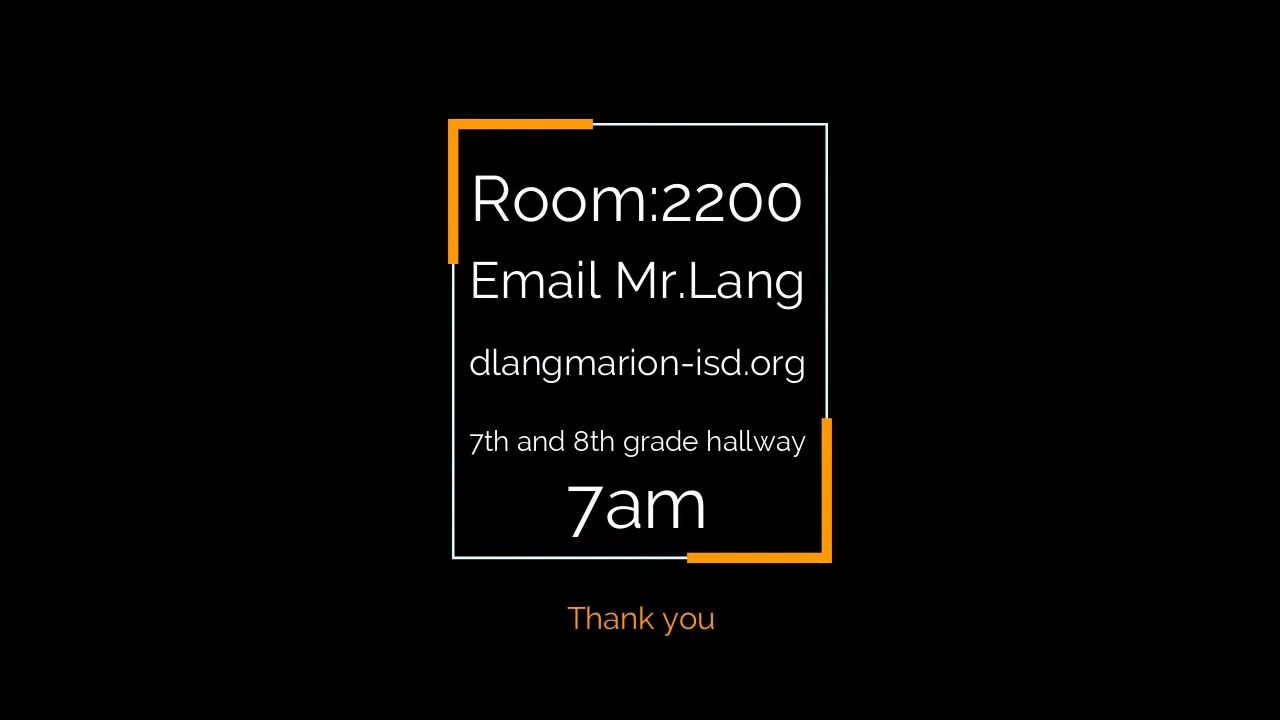 Room:2200
Email Mr.Lang
dlangmarion-isd.org
7th and 8th grade hallway
7am
Thank you